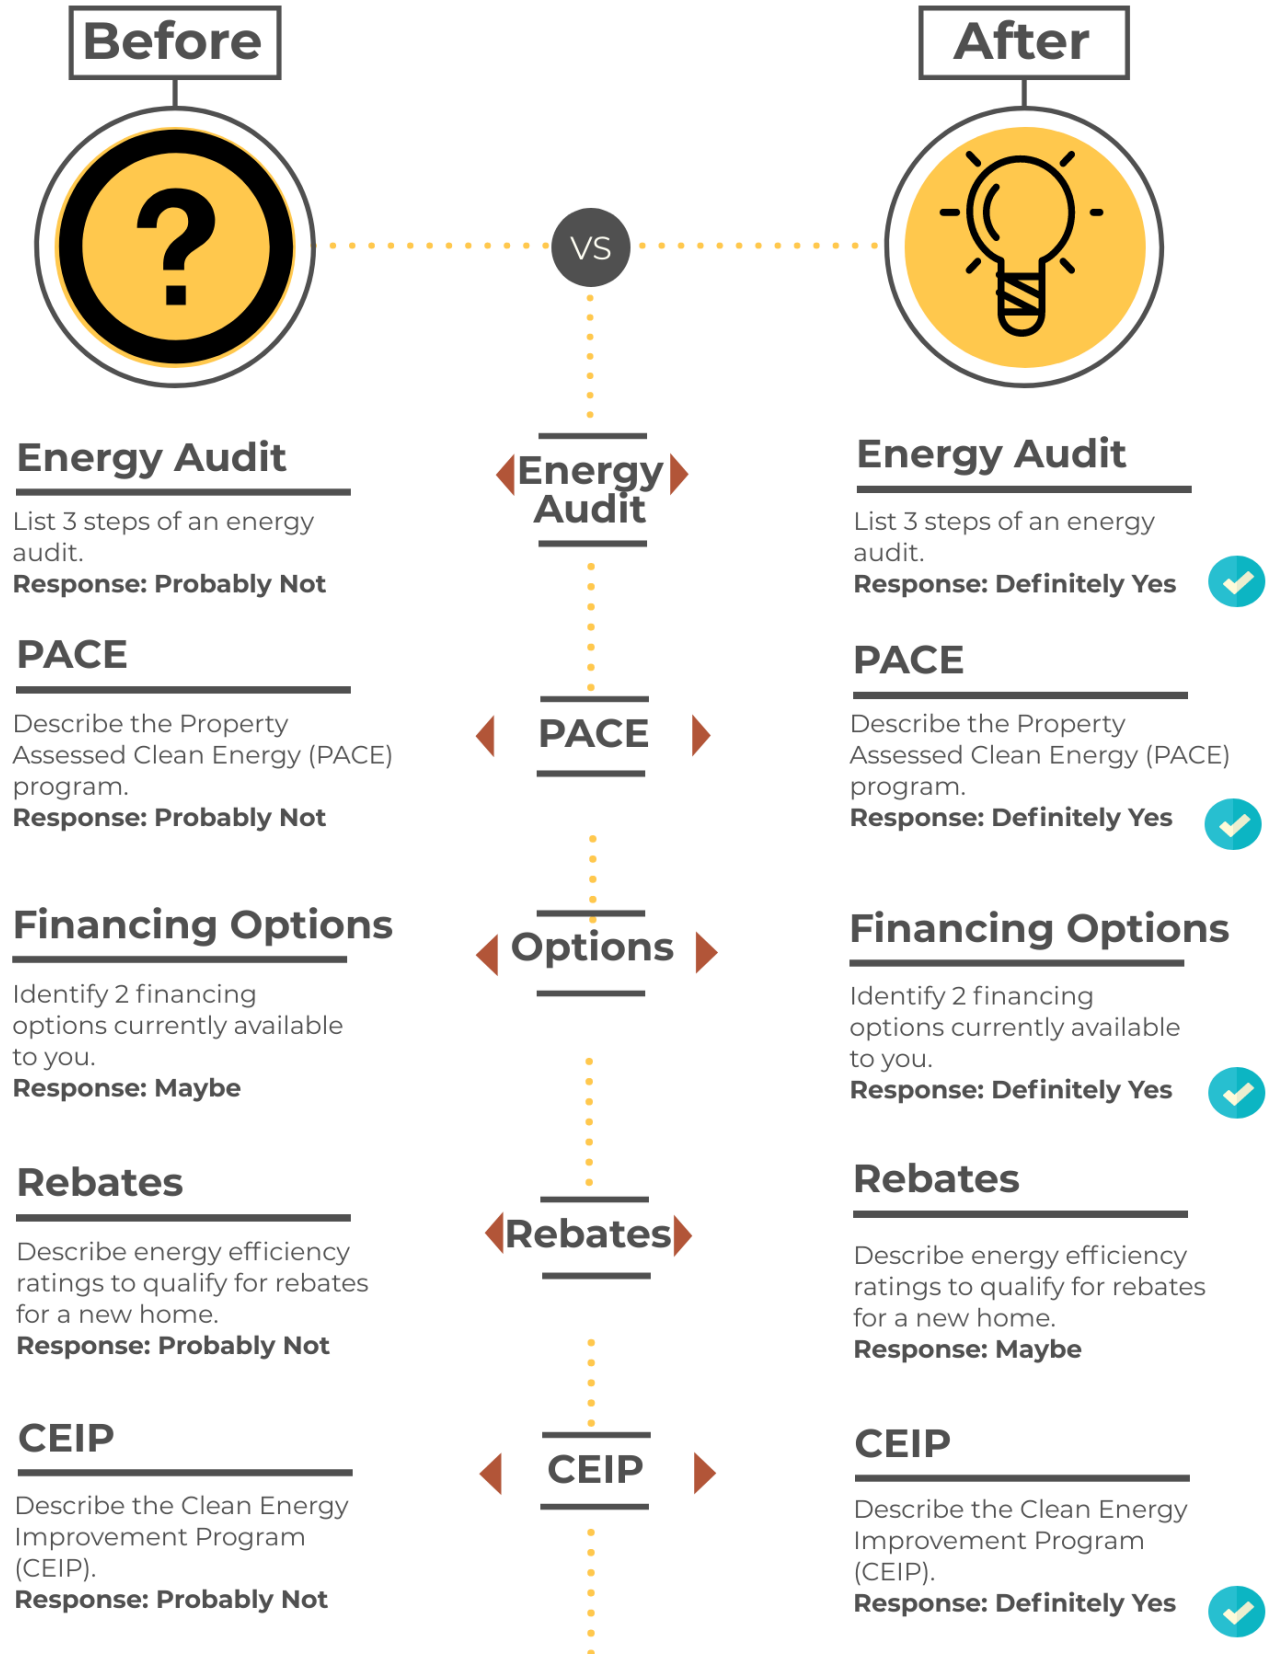 Before
After
?
VS
Energy Audit
List 3 steps of an energy
audit.
Response: Probably Not
Energy
Audit
Energy Audit
List 3 steps of an energy
audit.
Response: Definitely Yes
PACE
Describe the Property
Assessed Clean Energy (PACE)
program.
Response: Probably Not
PACE
PACE
Describe the Property
Assessed Clean Energy (PACE)
program.
Response: Definitely Yes
Financing Options
Identify 2 financing
options currently available
to you.
Response: Maybe
Options
Financing Options
Identify 2 financing
options currently available
to you.
Response: Definitely Yes
Rebates
Describe energy efficiency
ratings to qualify for rebates
for a new home.
Response: Probably Not
Rebates
Rebates
Describe energy efficiency
ratings to qualify for rebates
for a new home.
Response: Maybe
CEIP
Describe the Clean Energy
Improvement Program
(CEIP).
Response: Probably Not
CEIP
CEIP
Describe the Clean Energy
Improvement Program
(CEIP).
Response: Definitely Yes